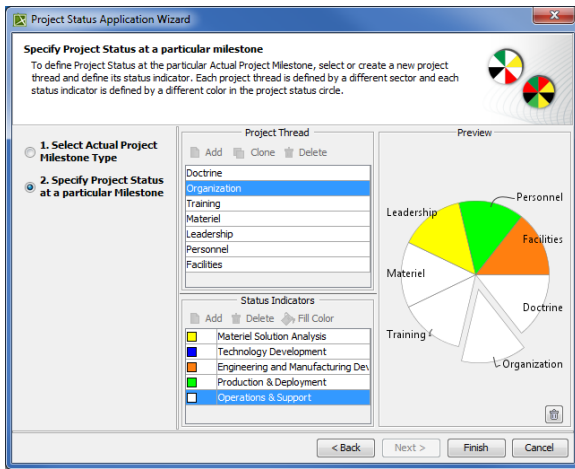 Project Status Application Wizard
Specify Project Status at a particular milestone
To define Project Status at the particular Actual Project Milestone, select or create a new project
thread and define its status indicator. Each project thread is defined by a different sector and each
status indicator is defined by a different color in the project status circle.
1. Select Actual Project
Milestone Type
2. Specify Project Status
at a particular Milestone
Project Thread
Add Clone Delete
Doctrine
Organization
Training
Materiel
Leadership
Personnel
Facilities
Status Indicators
Add Delete Fill Color
Materiel Solution Analysis
Technology Development
Engineering and Manufacturing Dev
Production & Deployment
Operations & Support
Preview
Personnel
Leadership
Facilities
Materiel
Doctrine
Training
Organization
< Back Next > Finish Cancel